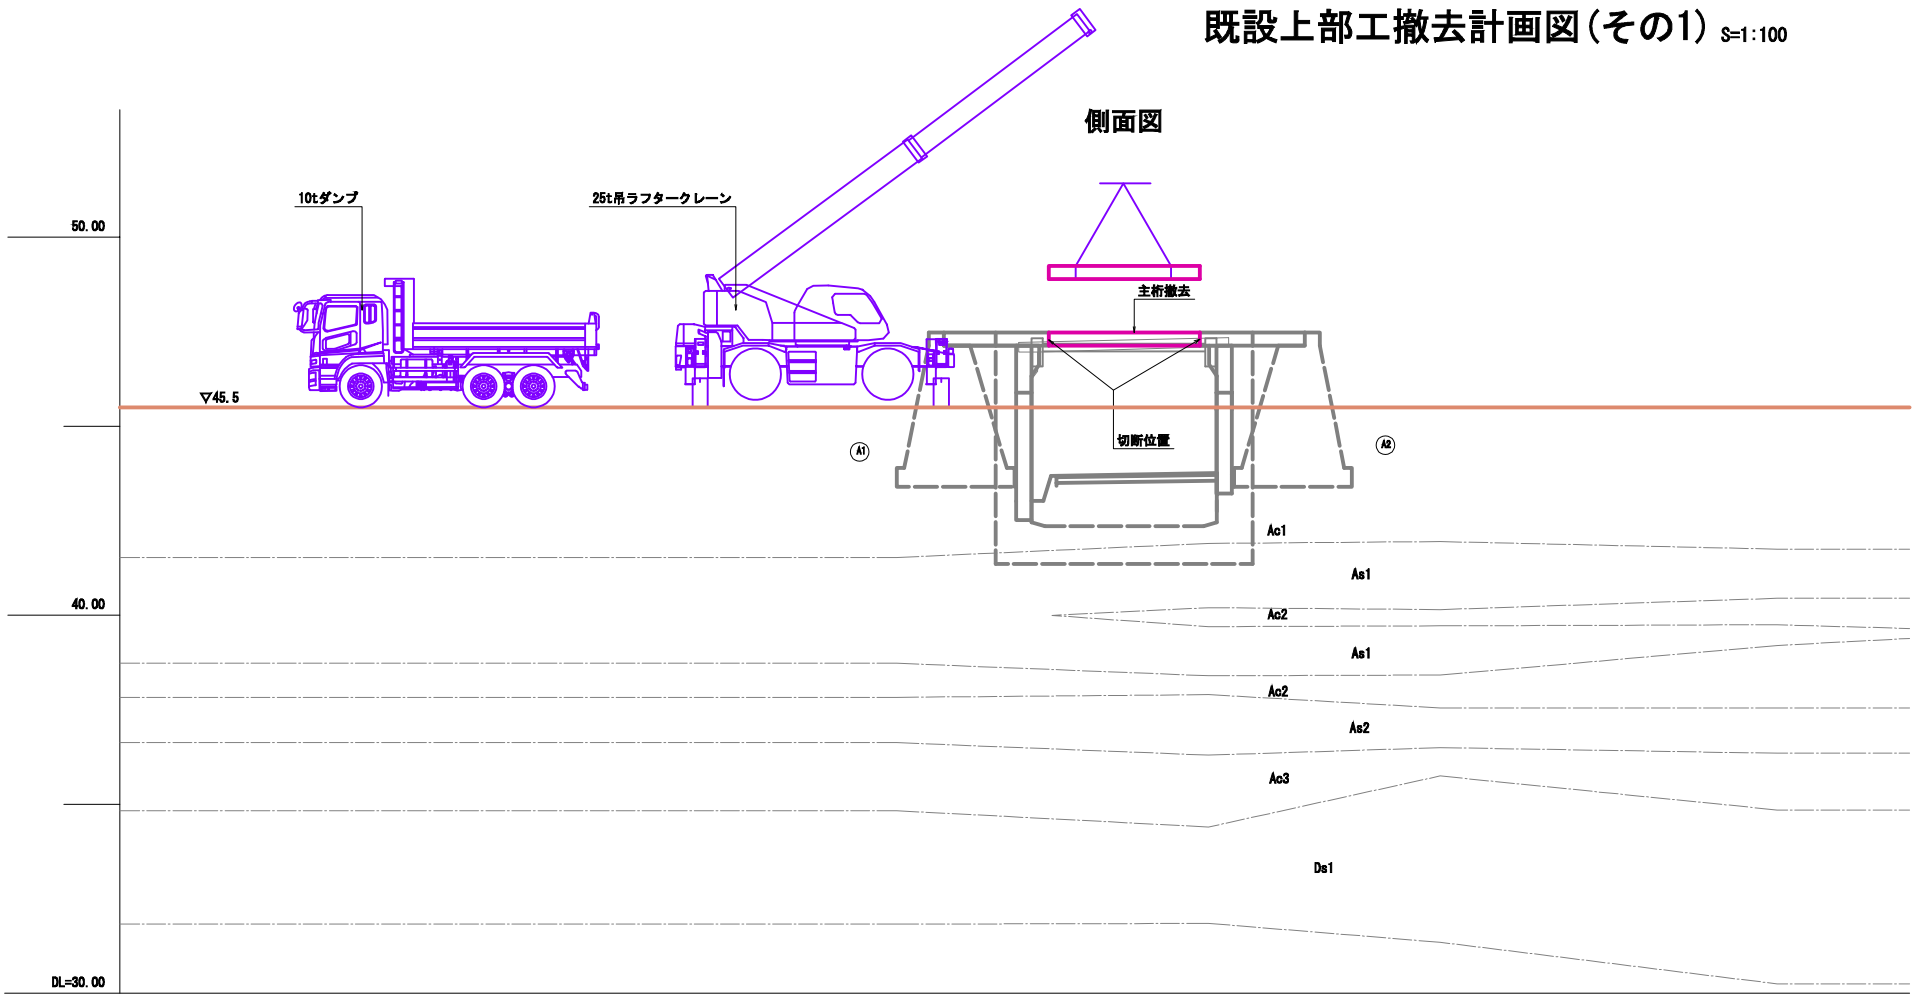 既設上部工撤去計画図(その1) S=1:100
側面図
10tダンプ
25t吊ラフタークレーン
50.00
主桁撤去
▽45.5
切断位置
A1
A2
Ac1
As1
40.00
Ac2
As1
Ac2
As2
Ac3
Ds1
DL=30.00